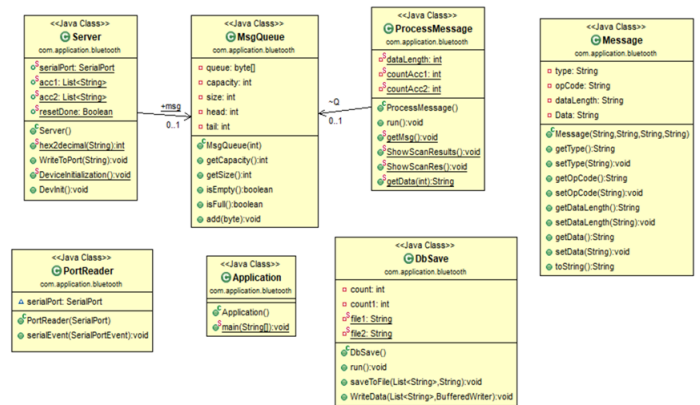 <<Java Class>>
Server
com.application.bluetooth
serialPort: SerialPort
acc1: List<String>
acc2: List<String>
resetDone: Boolean
Server()
hex2decimal(String):int
WriteToPort(String):void
DeviceInitialization():void
DevInit():void
+msg
0..1
<<Java Class>>
MsgQueue
com.application.bluetooth
queue: byte[]
capacity: int
size: int
head: int
tail: int
MsgQueue(int)
getCapacity():int
getSize():int
isEmpty():boolean
isFull():boolean
add(byte):void
~Q
0..1
<<Java Class>>
ProcessMessage
com.application.bluetooth
dataLength: int
countAcc1: int
countAcc2: int
ProcessMessage()
run():void
getMsg():void
ShowScanResults():void
ShowScanRes():void
getData(int):String
<<Java Class>>
Message
com.application.bluetooth
type: String
opCode: String
dataLength: String
Data: String
Message(String,String,String,String)
getType():String
setType(String):void
getOpCode():String
setOpCode(String):void
getDataLength():String
setDataLength(String):void
getData():String
setData(String):void
toString():String
<<Java Class>>
PortReader
com.application.bluetooth
serialPort: SerialPort
PortReader(SerialPort)
serialEvent(SerialPortEvent):void
<<Java Class>>
Application
com.application.bluetooth
Application()
main(String[]):void
<<Java Class>>
DbSave
com.application.bluetooth
count: int
count1: int
file1: String
file2: String
DbSave()
run():void
saveToFile(List<String>,String):void
WriteData(List<String>,BufferedWriter):void